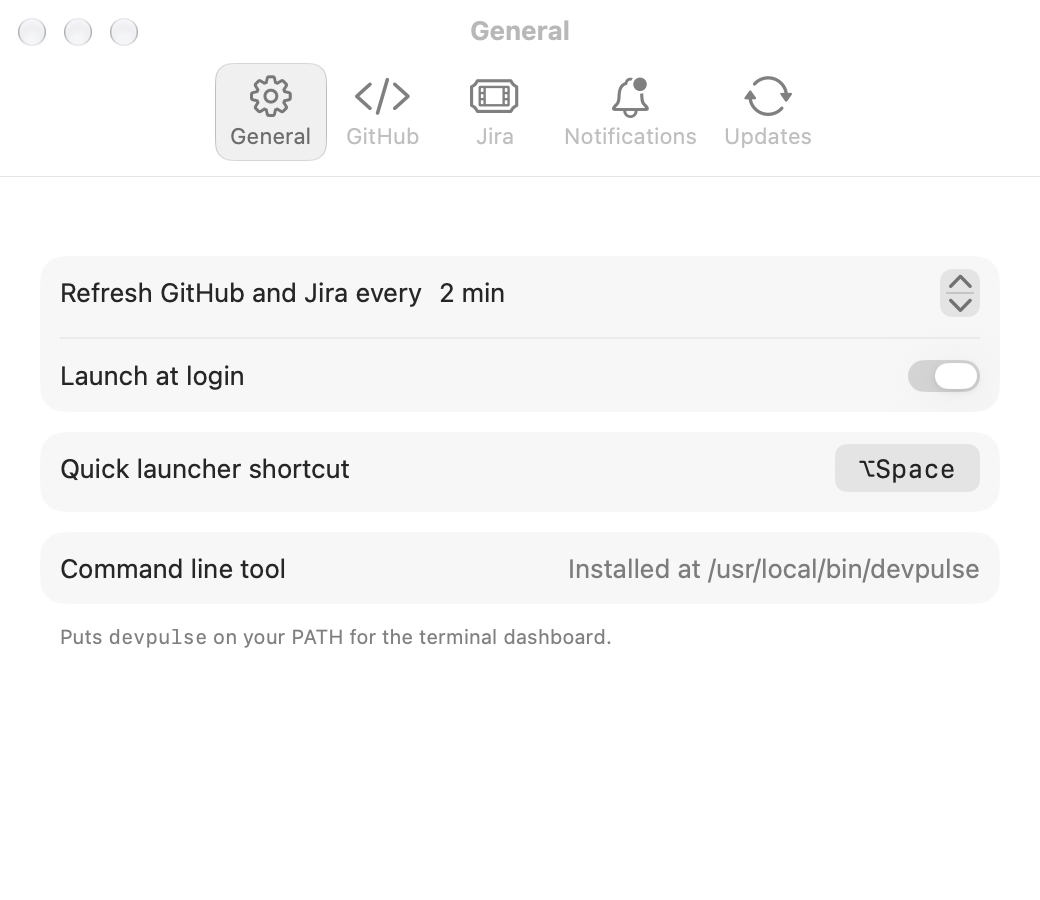 General
General
GitHub
Jira
Notifications
Updates
Refresh GitHub and Jira every 2 min
Launch at login
Quick launcher shortcut
⌥Space
Command line tool
Installed at /usr/local/bin/devpulse
Puts devpulse on your PATH for the terminal dashboard.